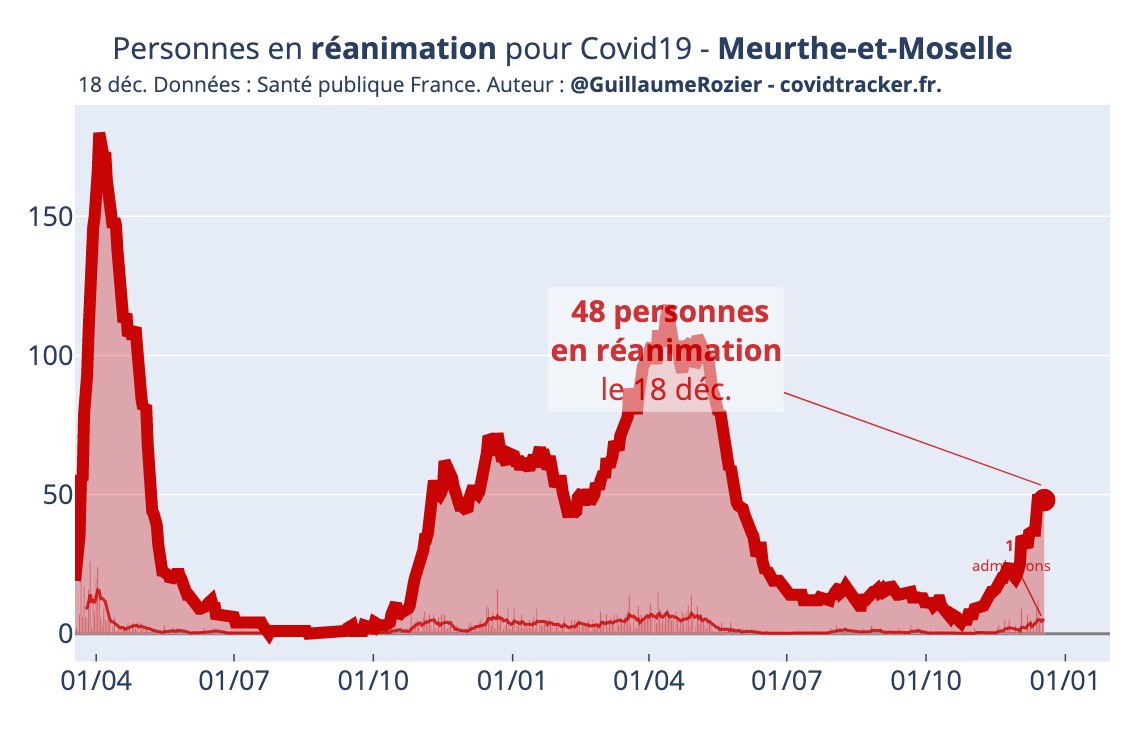 Personnes en réanimation pour Covid19 - Meurthe-et-Moselle
18 déc. Données : Santé publique France. Auteur : @GuillaumeRozier - covidtracker.fr.
150
100
50
0
48 personnes
en réanimation
le 18 déc.
1
01/04
01/07
01/10
01/01
01/04
01/07
01/10
01/01